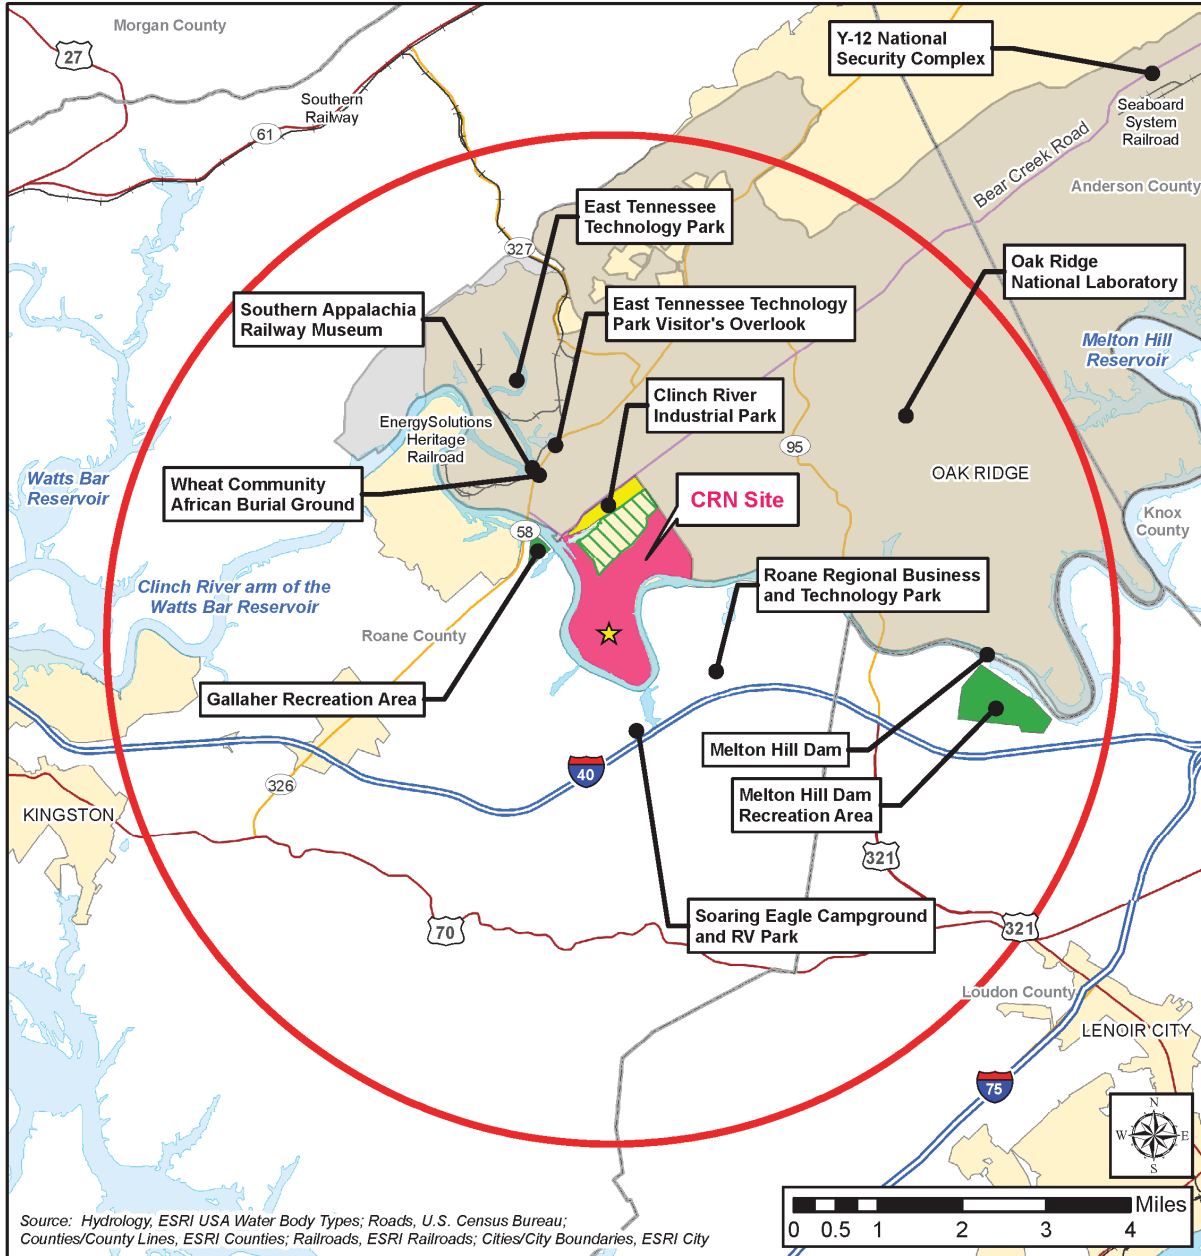 Morgan County
27
Y-12 National
Security Complex
Southern
Railway
61
Seaboard
System
Railroad
Bear Creek Road
Anderson County
East Tennessee
Technology Park
327
Oak Ridge
National Laboratory
Southern Appalachia
Railway Museum
East Tennessee Technology
Park Visitor's Overlook
Melton Hill
Reservoir
Clinch River
Industrial Park
EnergySolutions
Heritage
Railroad
95
Watts Bar
Reservoir
Wheat Community
African Burial Ground
OAK RIDGE
CRN Site
Knox
County
58
Clinch River arm of the
Watts Bar Reservoir
Roane Regional Business
and Technology Park
Roane County
Gallaher Recreation Area
Melton Hill Dam
40
326
Melton Hill Dam
Recreation Area
KINGSTON
321
Soaring Eagle Campground
and RV Park
70
321
Loudon County
LENOIR CITY
75
N
W E
S
Miles
0 0.5 1 2 3 4
Source: Hydrology, ESRI USA Water Body Types; Roads, U.S. Census Bureau;
Counties/County Lines, ESRI Counties; Railroads, ESRI Railroads; Cities/City Boundaries, ESRI City